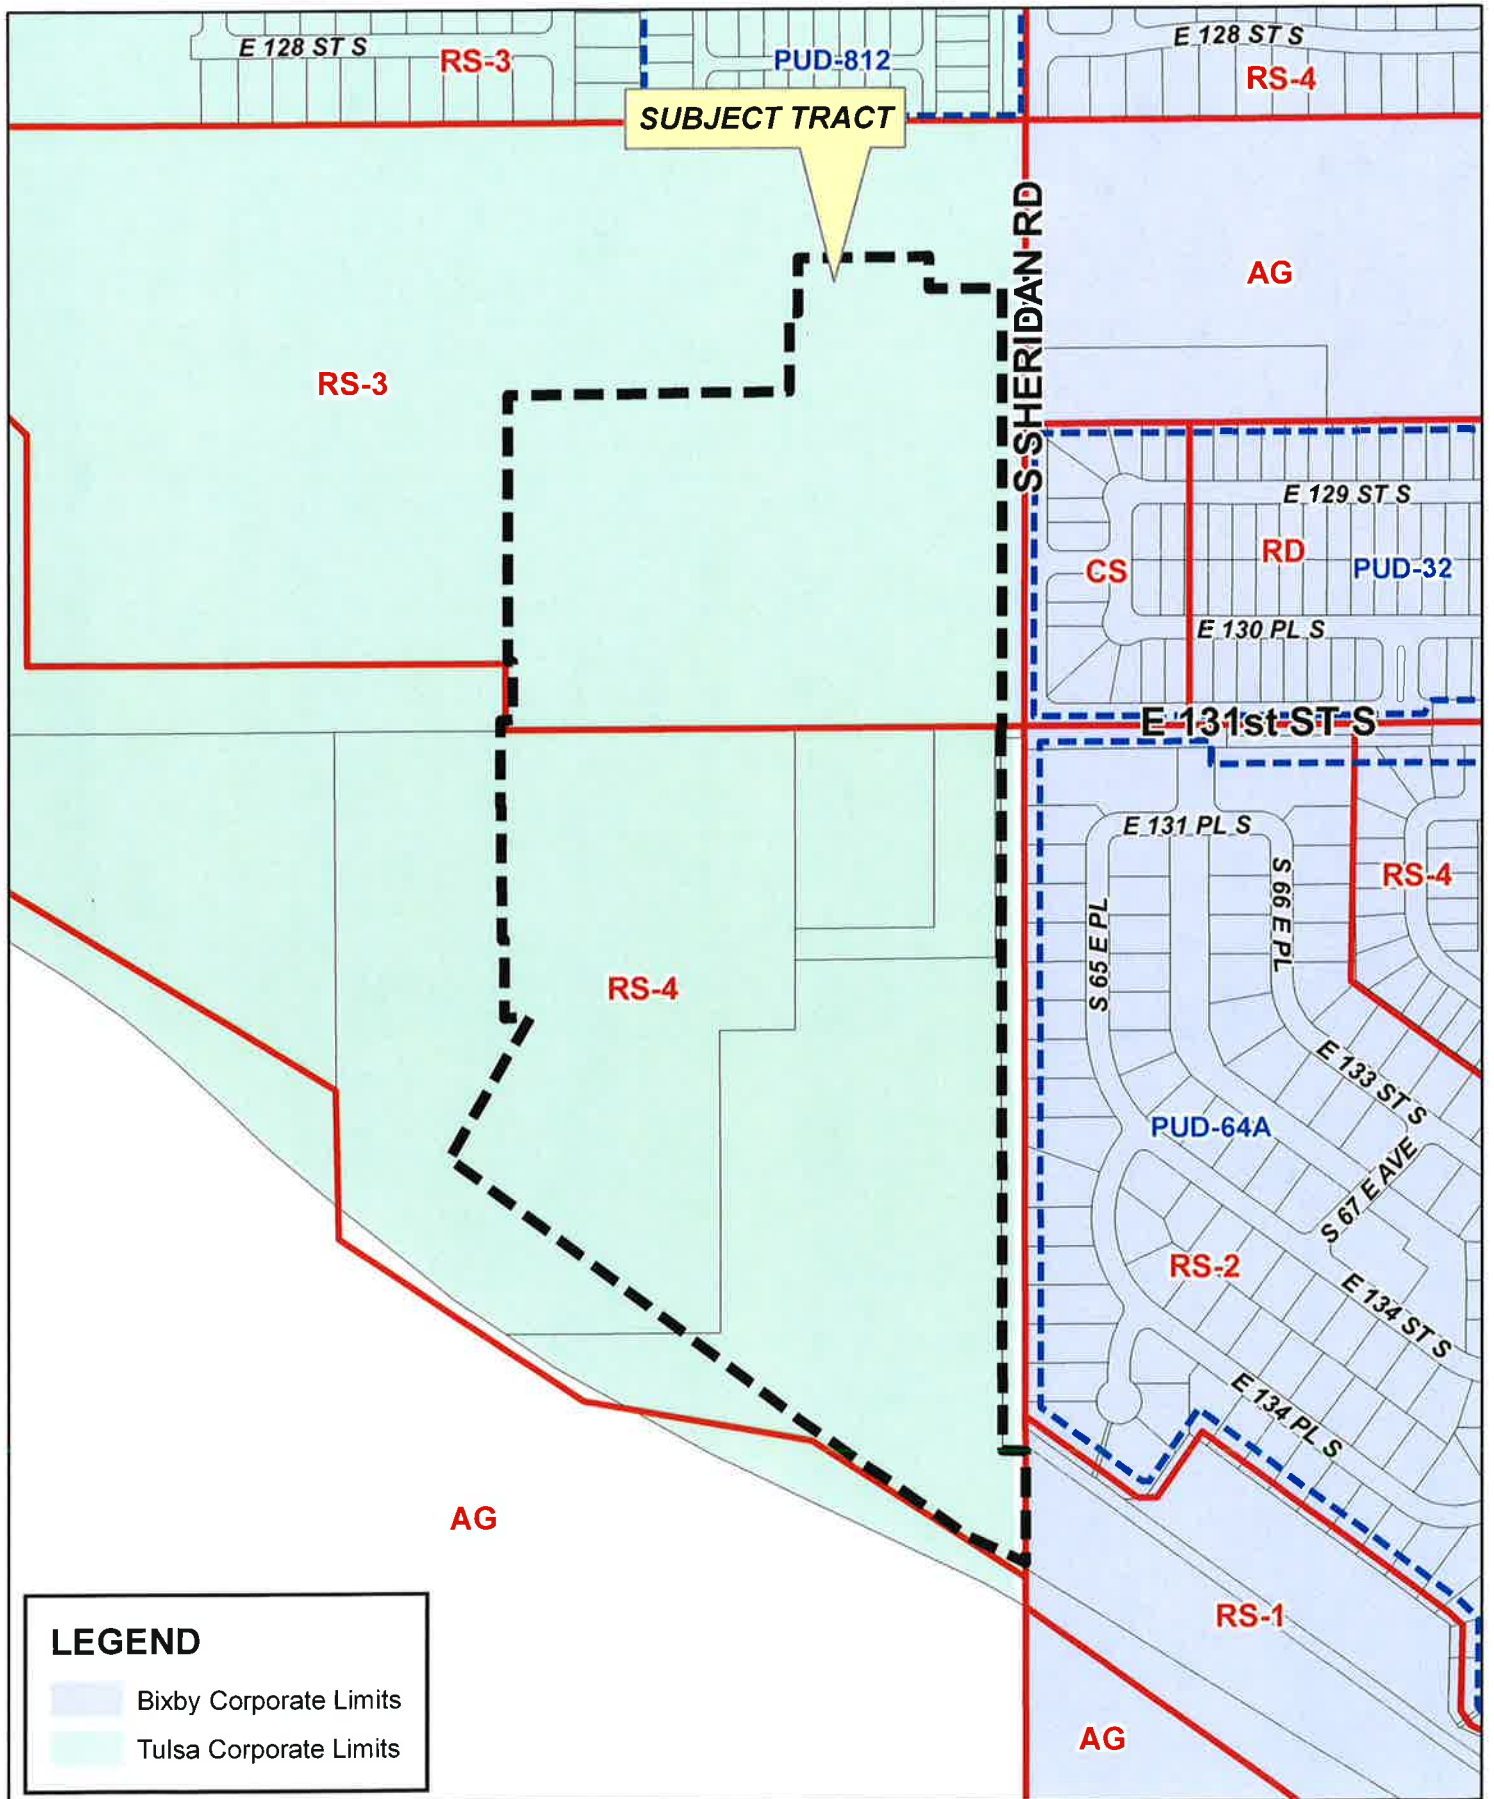 E 128 ST S
RS-3
PUD-812
E 128 ST S
RS-4
SUBJECT TRACT
S SHERIDAN RD
AG
RS-3
E 129 ST S
CS
RD
PUD-32
E 130 PL S
E 131st ST S
E 131 PL S
S 65 E PL
S 66 E PL
RS-4
RS-4
E 133 ST S
PUD-64A
S 67 E AVE
RS-2
E 134 ST S
E 134 PL S
AG
RS-1
AG
LEGEND
Bixby Corporate Limits
Tulsa Corporate Limits